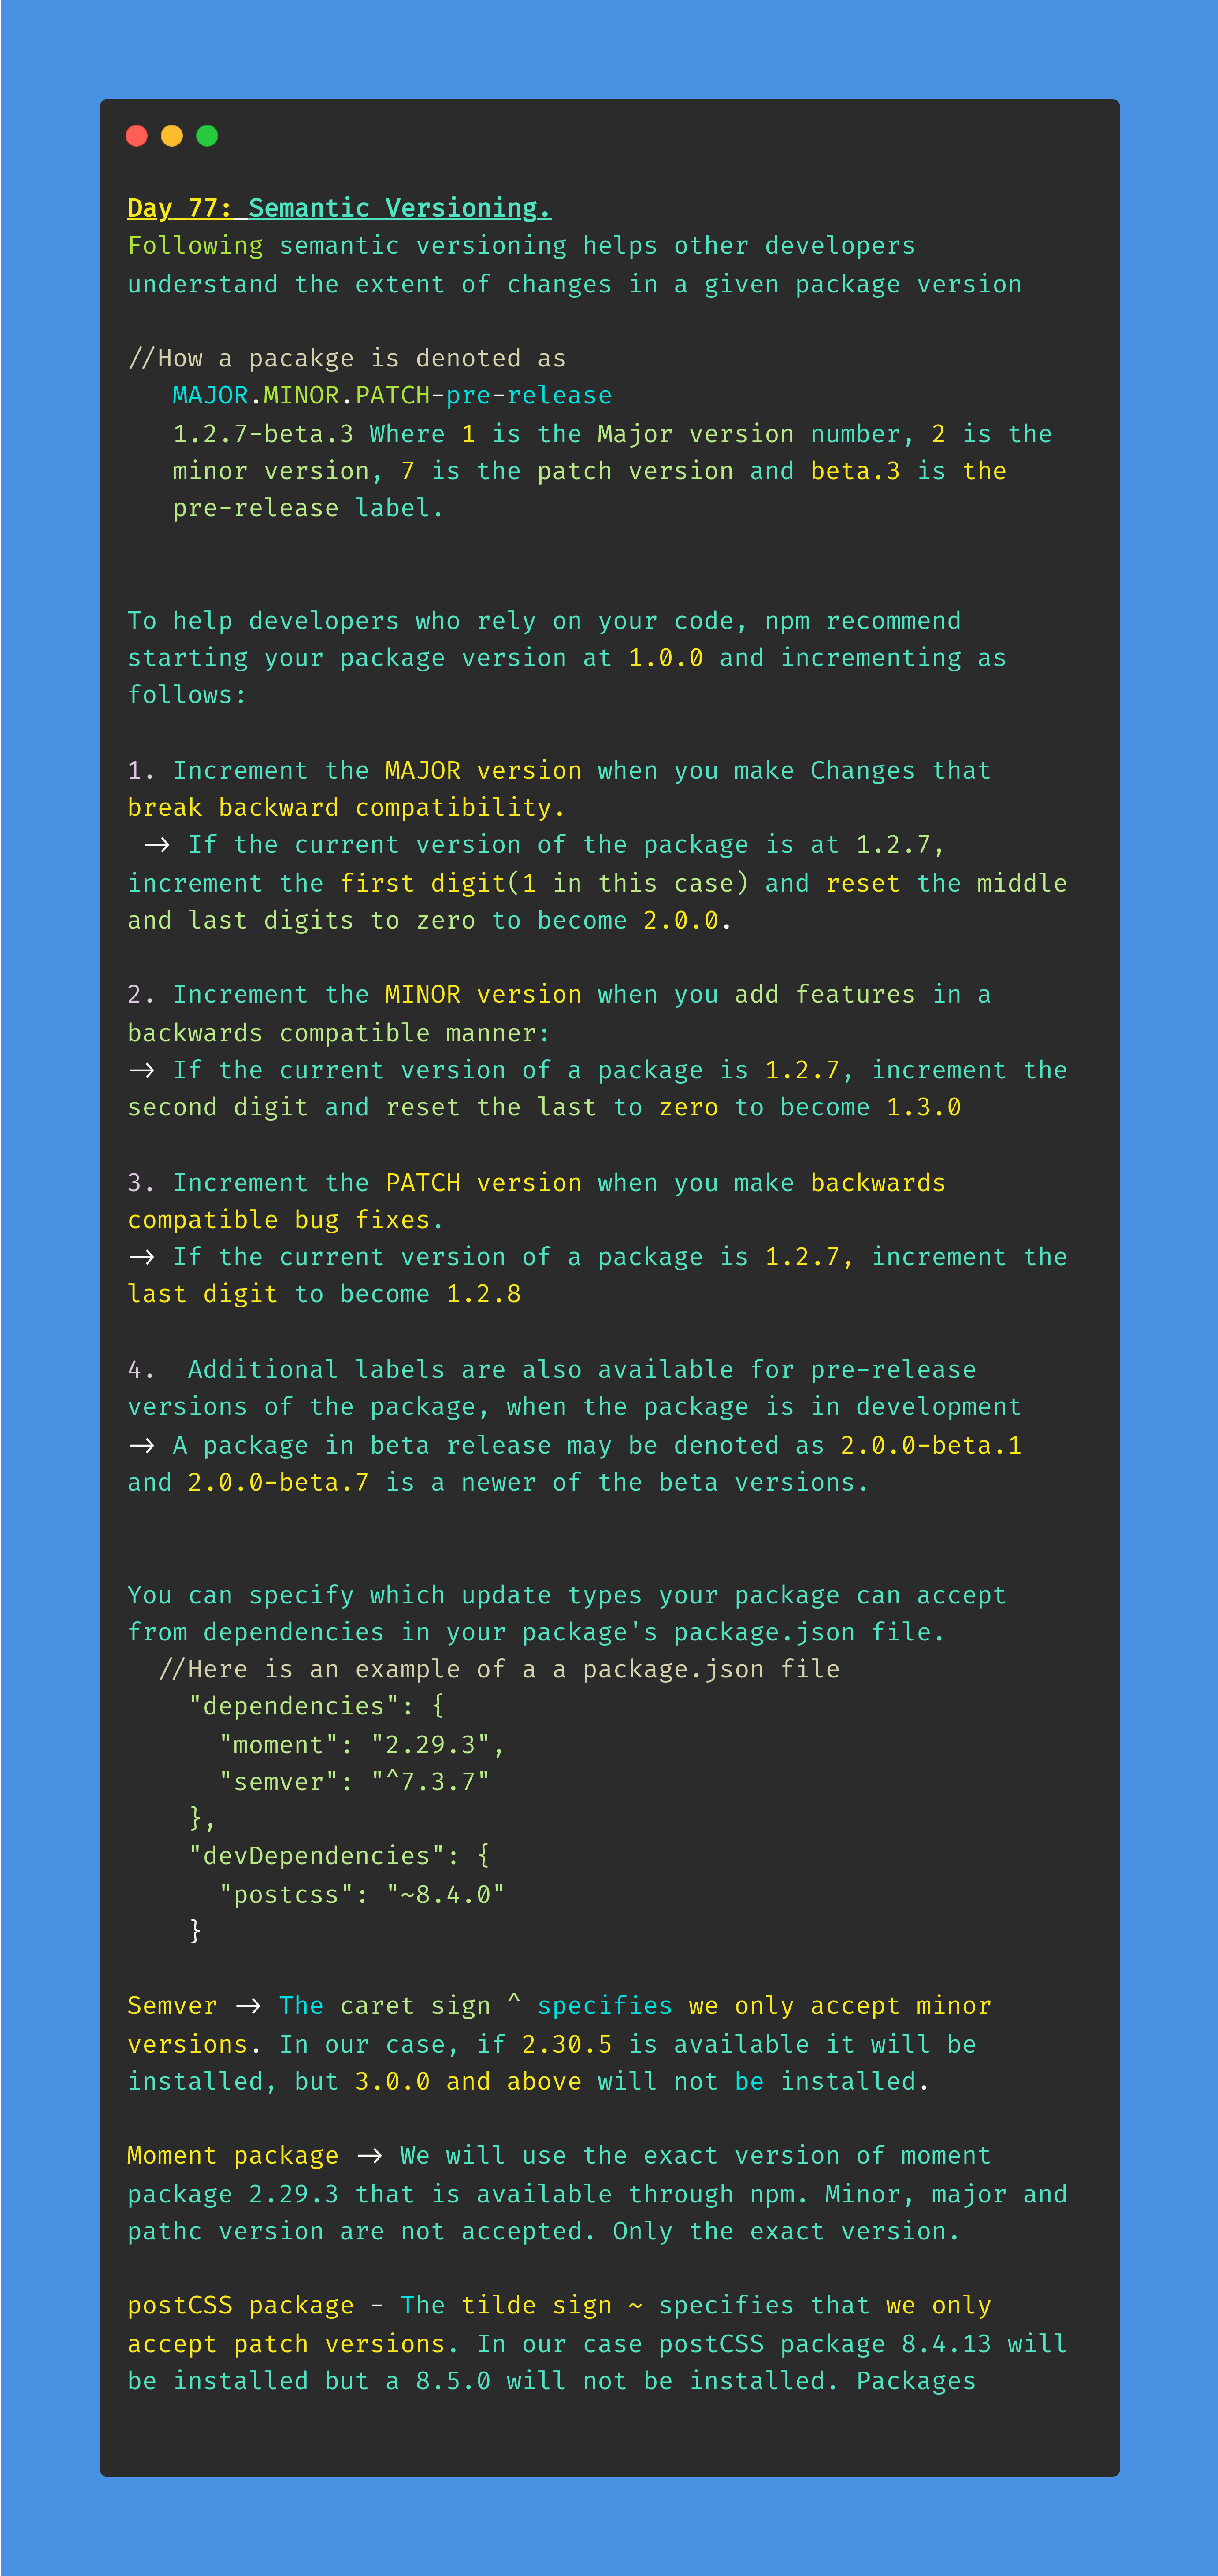 Day 77: Semantic Versioning.
Following semantic versioning helps other developers
understand the extent of changes in a given package version
//How a pacakge is denoted as
MAJOR.MINOR.PATCH-pre-release
1.2.7-beta.3 Where 1 is the Major version number, 2 is the
minor version, 7 is the patch version and beta.3 is the
pre-release label.
To help developers who rely on your code, npm recommend
starting your package version at 1.0.0 and incrementing as
follows:
1. Increment the MAJOR version when you make Changes that
break backward compatibility.
→ If the current version of the package is at 1.2.7,
increment the first digit(1 in this case) and reset the middle
and last digits to zero to become 2.0.0.
2. Increment the MINOR version when you add features in a
backwards compatible manner:
→ If the current version of a package is 1.2.7, increment the
second digit and reset the last to zero to become 1.3.0
3. Increment the PATCH version when you make backwards
compatible bug fixes.
→ If the current version of a package is 1.2.7, increment the
last digit to become 1.2.8
4.  Additional labels are also available for pre-release
versions of the package, when the package is in development
→ A package in beta release may be denoted as 2.0.0-beta.1
and 2.0.0-beta.7 is a newer of the beta versions.
You can specify which update types your package can accept
from dependencies in your package's package.json file.
//Here is an example of a a package.json file
"dependencies": {
"moment": "2.29.3",
"semver": "^7.3.7"
},
"devDependencies": {
"postcss": "~8.4.0"
}
Semver → The caret sign ^ specifies we only accept minor
versions. In our case, if 2.30.5 is available it will be
installed, but 3.0.0 and above will not be installed.
Moment package → We will use the exact version of moment
package 2.29.3 that is available through npm. Minor, major and
pathc version are not accepted. Only the exact version.
postCSS package - The tilde sign ~ specifies that we only
accept patch versions. In our case postCSS package 8.4.13 will
be installed but a 8.5.0 will not be installed. Packages